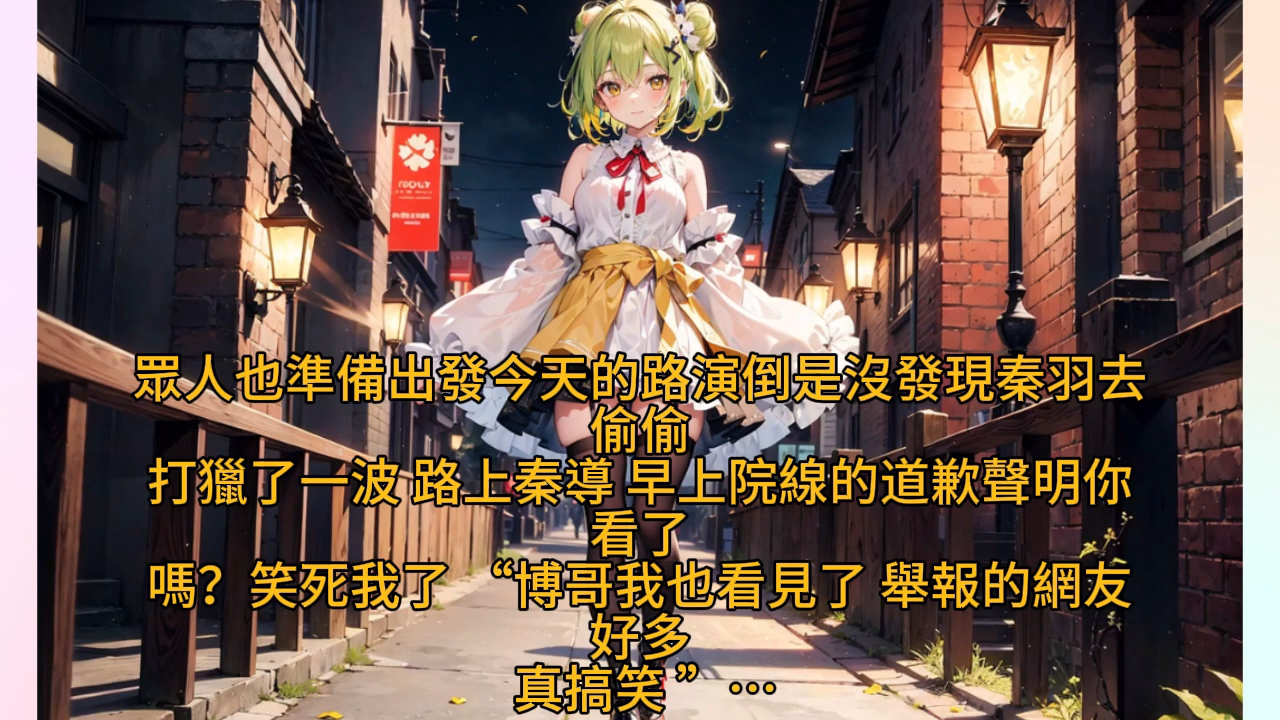 眾人也準備出發今天的路演倒是沒發現秦羽去
偷偷
打獵了一波 路上秦導 早上院線的道歉聲明你
看了
嗎？笑死我了 “博哥我也看見了 舉報的網友
好多
真搞笑” …